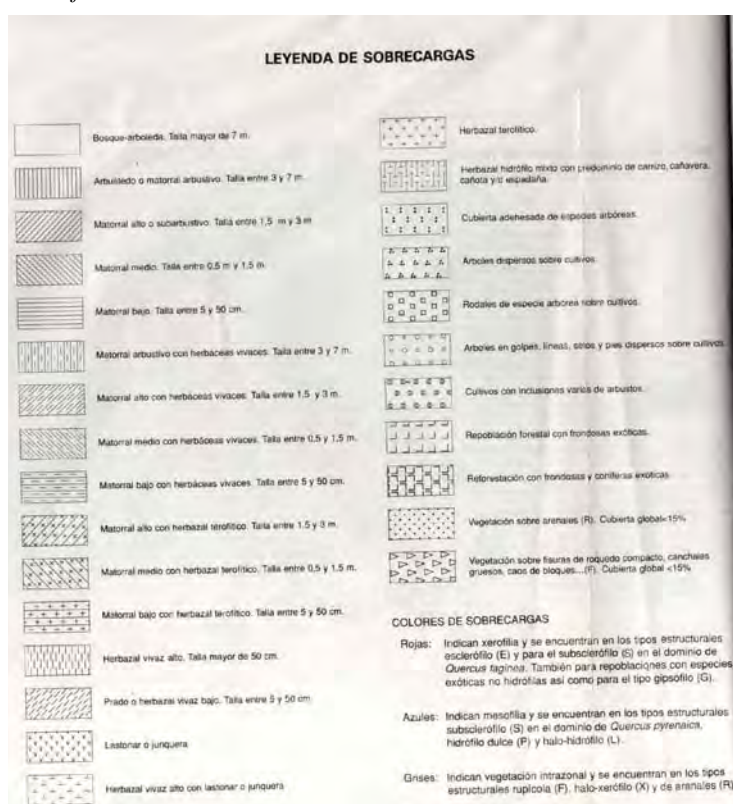 LEYENDA DE SOBRECARGAS
Bosque-arboleda. Talla mayor de 7 m.
Arbustedo o matorral arbustivo. Talla entre 3 y 7 m.
Matorral alto o subarbustivo. Talla entre 1,5 m y 3 m
Matorral medio. Talla entre 0,5 m y 1,5 m.
Matorral bajo. Talla entre 5 y 50 cm.
Matorral arbustivo con herbáceas vivaces. Talla entre 3 y 7 m.
Matorral alto con herbáceas vivaces. Talla entre 1.5 y 3 m.
Matorral medio con herbáceas vivaces. Talla entre 0,5 y 1,5 m.
Matorral bajo con herbáceas vivaces. Talla entre 5 y 50 cm.
Matorral alto con herbazal terofítico. Talla entre 1.5 y 3 m.
Matorral medio con herbazal terofítico. Talla entre 0,5 y 1,5 m.
Matorral bajo con herbazal terofítico. Talla entre 5 y 50 cm.
Herbazal vivaz alto. Talla mayor de 50 cm.
Prado o herbazal vivaz bajo. Talla entre 5 y 50 cm
Lastonar o junquera
Herbazal vivaz alto con lastonar o junquera
Herbazal terofítico.
Herbazal hidrófilo mixto con predominio de carrizo, cañavera,
cañota y/o espadaña.
Cubierta adehesada de especies arbóreas.
Arboles dispersos sobre cultivos.
Rodales de especie arbórea sobre cultivos.
Arboles en golpes, líneas, sotos y pies dispersos sobre cultivos.
Cultivos con inclusiones varios de arbustos.
Repoblación forestal con frondosas exóticas.
Reforestación con frondosas y coníferas exóticas
Vegetación sobre arenales (R). Cubierta global<15%
Vegetación sobre fisuras de roquedo compacto, canchales
gruesos, caos de bloques....(F). Cubierta global <15%
COLORES DE SOBRECARGAS
Rojas: Indican xerofilia y se encuentran en los tipos estructurales
esclerófilo (E) y para el subsclerófilo (S) en el dominio de
Quercus faginea. También para repoblaciones con especies
exóticas no hidrófilas así como para el tipo gipsófilo (G).
Azules: Indican mesofilia y se encuentran en los tipos estructurales
subsclerófilo (S) en el dominio de Quercus pyrenaica,
hidrófilo dulce (P) y halo-hidrófilo (L).
Grises: Indican vegetación intrazonal y se encuentran en los tipos
estructurales rupícola (F), halo-xerófilo (X) y de arenales (R)